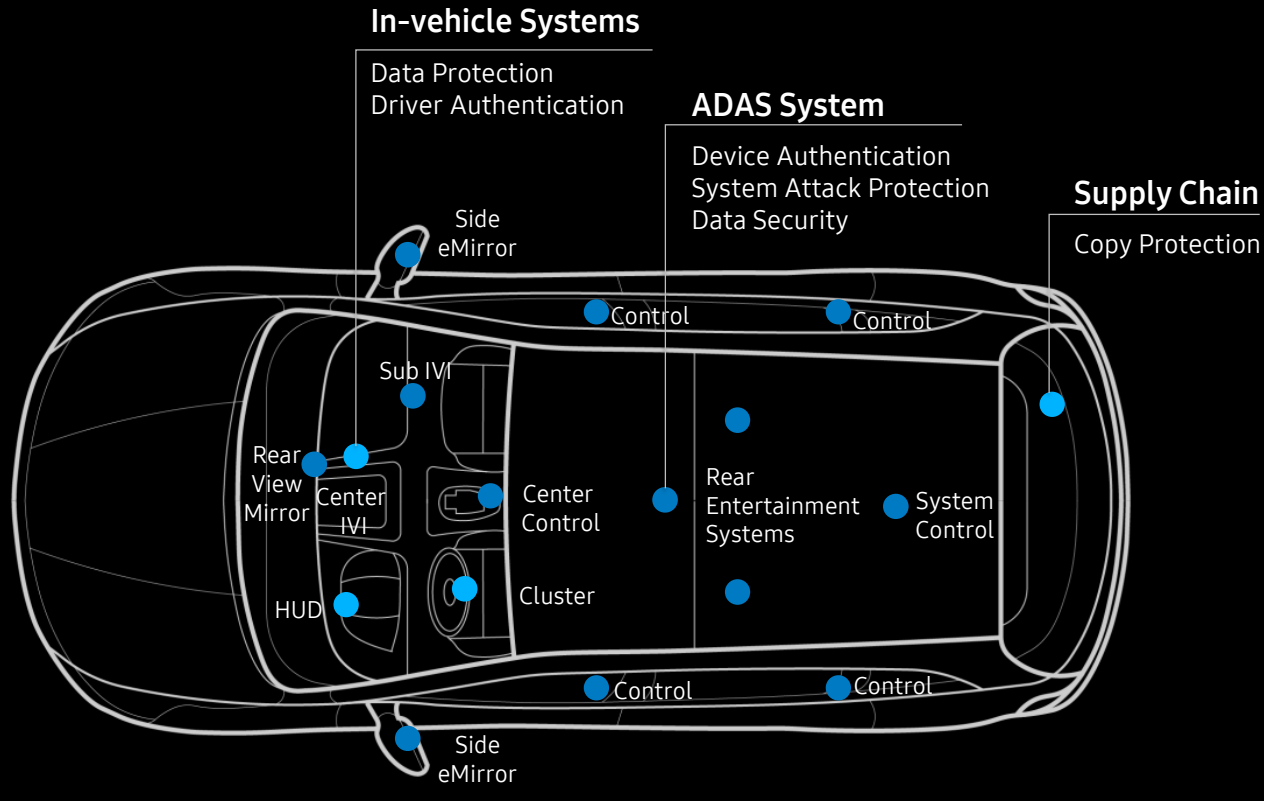 In-vehicle Systems
Data Protection
Driver Authentication
ADAS System
Device Authentication
System Attack Protection
Data Security
Supply Chain
Copy Protection
Side
eMirror
Control
Control
Sub IVI
Rear
View
Mirror
Center
IVI
Center
Control
Rear
Entertainment
Systems
System
Control
HUD
Cluster
Control
Control
Side
eMirror